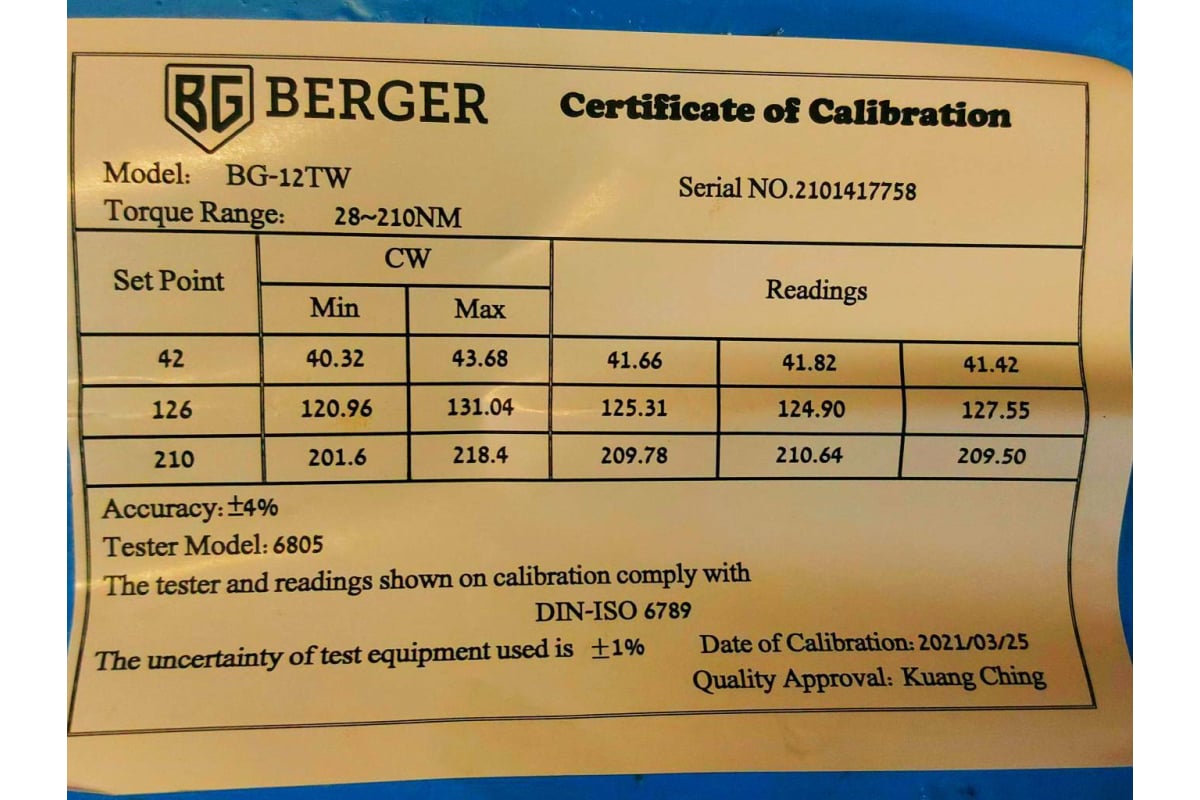 BG BERGER Certificate of Calibration
Model: BG-12TW
Serial NO.2101417758
Torque Range: 28~210NM
Set Point CW Readings
Min Max
42 40.32 43.68 41.66 41.82 41.42
126 120.96 131.04 125.31 124.90 127.55
210 201.6 218.4 209.78 210.64 209.50
Accuracy: ±4%
Tester Model: 6805
The tester and readings shown on calibration comply with
DIN-ISO 6789
The uncertainty of test equipment used is ±1% Date of Calibration: 2021/03/25
Quality Approval: Kuang Ching